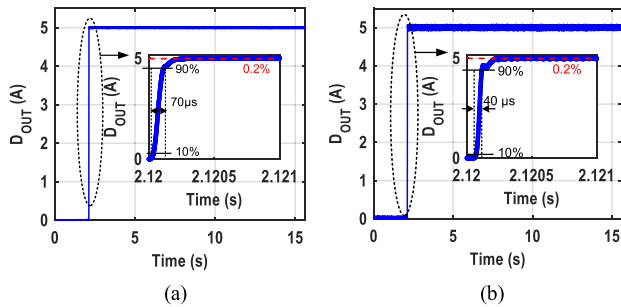 (a)
5
4
3
2
1
0
D_OUT (A)
0
5
10
15
Time (s)
D_OUT (A)
5
0
90%
0.2%
70μs
10%
2.12
2.1205
2.121
Time (s)
(b)
5
4
3
2
1
0
D_OUT (A)
0
5
10
15
Time (s)
D_OUT (A)
5
0
90%
0.2%
40 μs
10%
2.12
2.1205
2.121
Time (s)
(a)
(b)